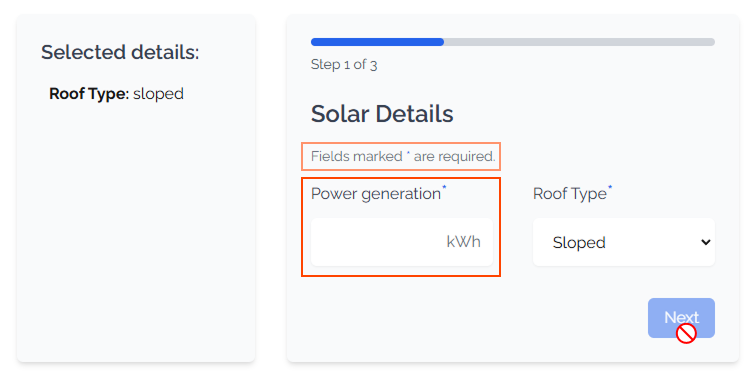 Selected details:
Roof Type: sloped
Step 1 of 3
Solar Details
Fields marked * are required.
Power generation*
kWh
Roof Type*
Sloped
Next